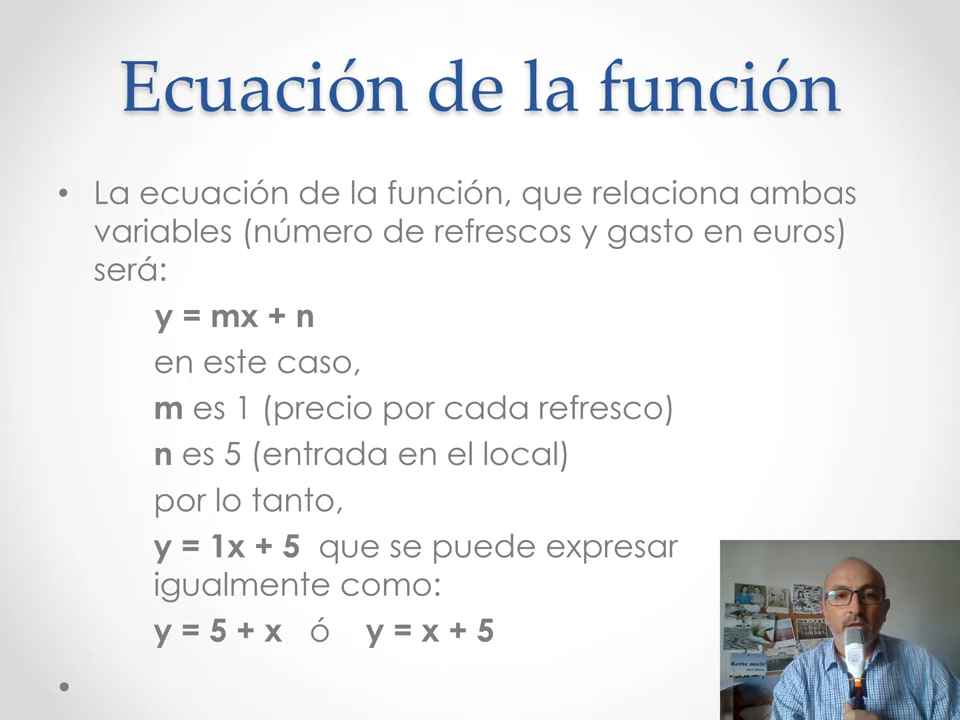 Ecuación de la función
• La ecuación de la función, que relaciona ambas
variables (número de refrescos y gasto en euros)
será:
y = mx + n
en este caso,
m es 1 (precio por cada refresco)
n es 5 (entrada en el local)
por lo tanto,
y = 1x + 5 que se puede expresar
igualmente como:
y = 5 + x ó y = x + 5
•
Rette mich!